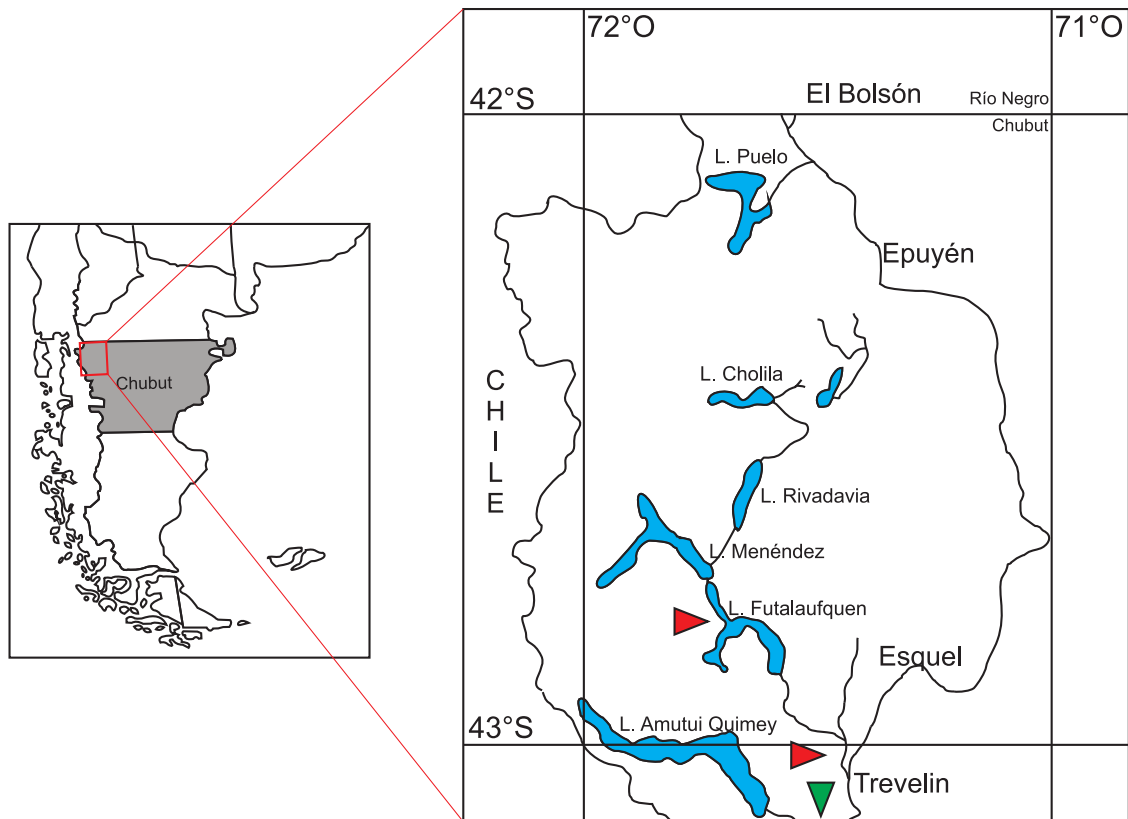 72°O
71°O
42°S
El Bolsón
Río Negro
Chubut
L. Puelo
Epuyén
Chubut
CHILE
L. Cholila
L. Rivadavia
L. Menéndez
L. Futalaufquen
Esquel
43°S
L. Amutui Quimey
Trevelin